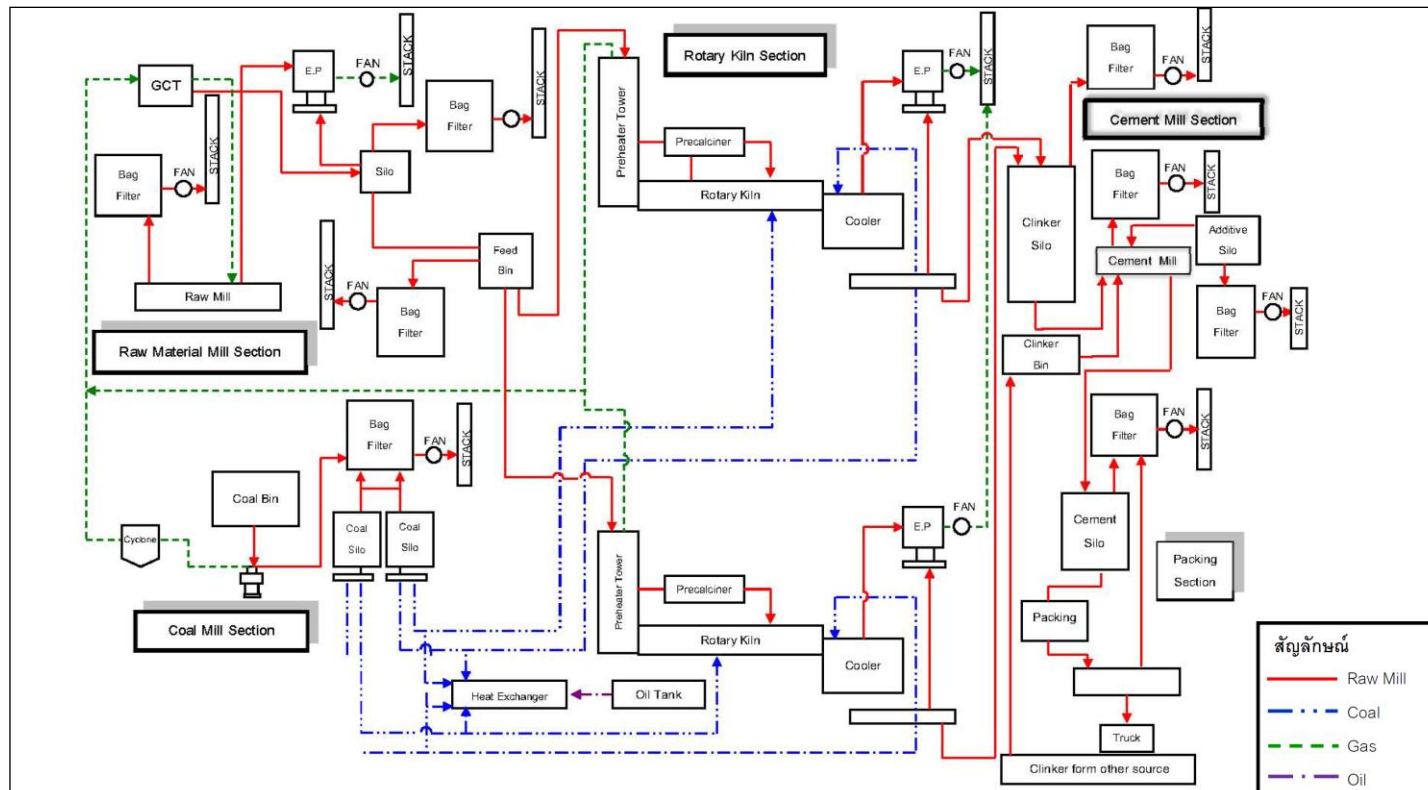 GCT
E.P
FAN
STACK
Bag
Filter
STACK
Bag
Filter
FAN
STACK
Silo
Raw Mill
Raw Material Mill Section
Feed
Bin
STACK
FAN
Bag
Filter
Rotary Kiln Section
Preheater Tower
Precalciner
Rotary Kiln
Cooler
E.P
FAN
STACK
Bag
Filter
FAN
STACK
Cement Mill Section
Bag
Filter
FAN
STACK
Clinker
Silo
Cement Mill
Additive
Silo
Bag
Filter
FAN
STACK
Clinker
Bin
Bag
Filter
FAN
STACK
Coal Bin
Cyclone
Coal
Silo
Coal
Silo
Coal Mill Section
Bag
Filter
FAN
STACK
Heat Exchanger
Oil Tank
Preheater Tower
Precalciner
Rotary Kiln
Cooler
E.P
FAN
Cement
Silo
Packing
Section
Packing
Truck
Clinker form other source
สัญลักษณ์
Raw Mill
Coal
Gas
Oil